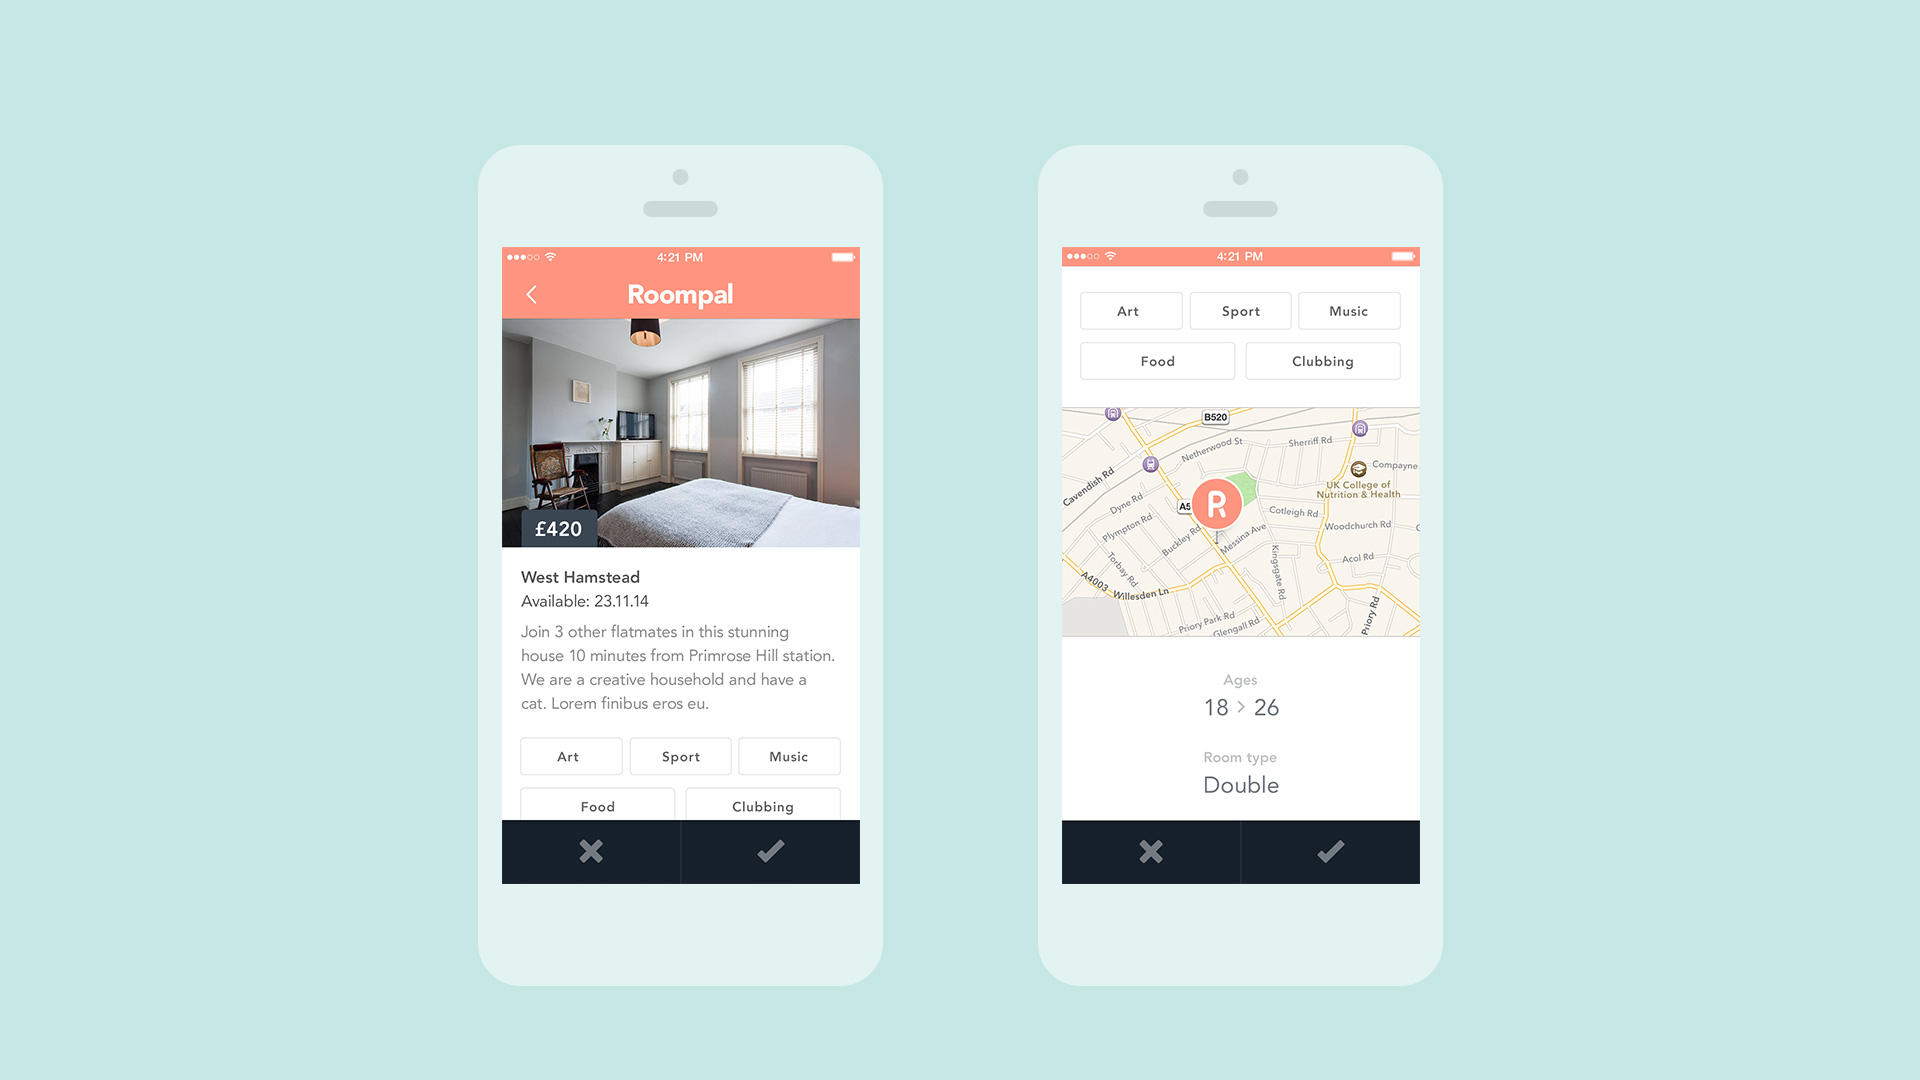 4:21 PM
Roompal
£420
West Hamstead
Available: 23.11.14
Join 3 other flatmates in this stunning
house 10 minutes from Primrose Hill station.
We are a creative household and have a
cat. Lorem finibus eros eu.
Art
Sport
Music
Food
Clubbing
4:21 PM
Art
Sport
Music
Food
Clubbing
B520
Netherwood St
Sherriff Rd
Cavendish Rd
Compayne
UK College of
Nutrition & Health
Dyne Rd
A5
R
Cotleigh Rd
Plympton Rd
Woodchurch Rd
Buckley Rd
Messina Ave
Torbay Rd
Kingsgate Rd
Acol Rd
A4003
Willesden Ln
Priory Park Rd
Glengall Rd
Priory Rd
Ages
18 > 26
Room type
Double